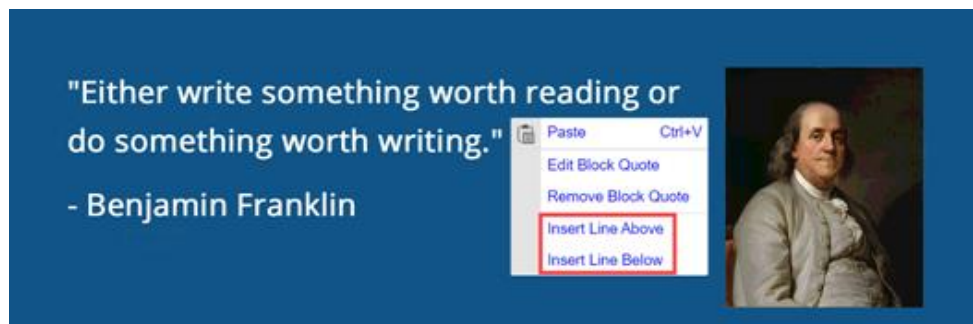 "Either write something worth reading or
do something worth writing."
- Benjamin Franklin
Paste Ctrl+V
Edit Block Quote
Remove Block Quote
Insert Line Above
Insert Line Below